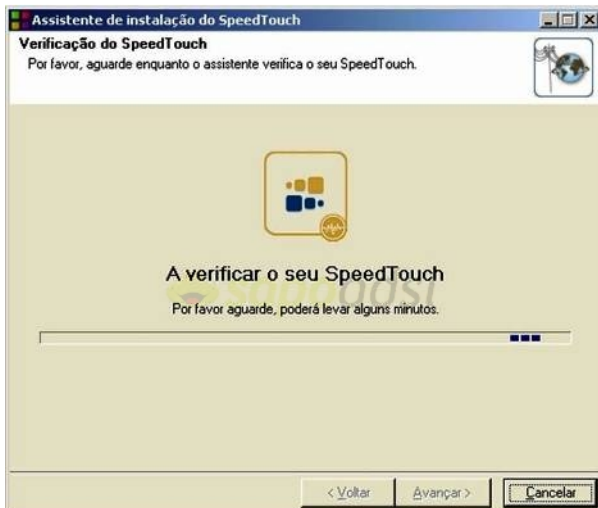 Assistente de instalação do SpeedTouch
Verificação do SpeedTouch
Por favor, aguarde enquanto o assistente verifica o seu SpeedTouch.
A verificar o seu SpeedTouch
Por favor aguarde, poderá levar alguns minutos.
< Voltar
Avançar >
Cancelar